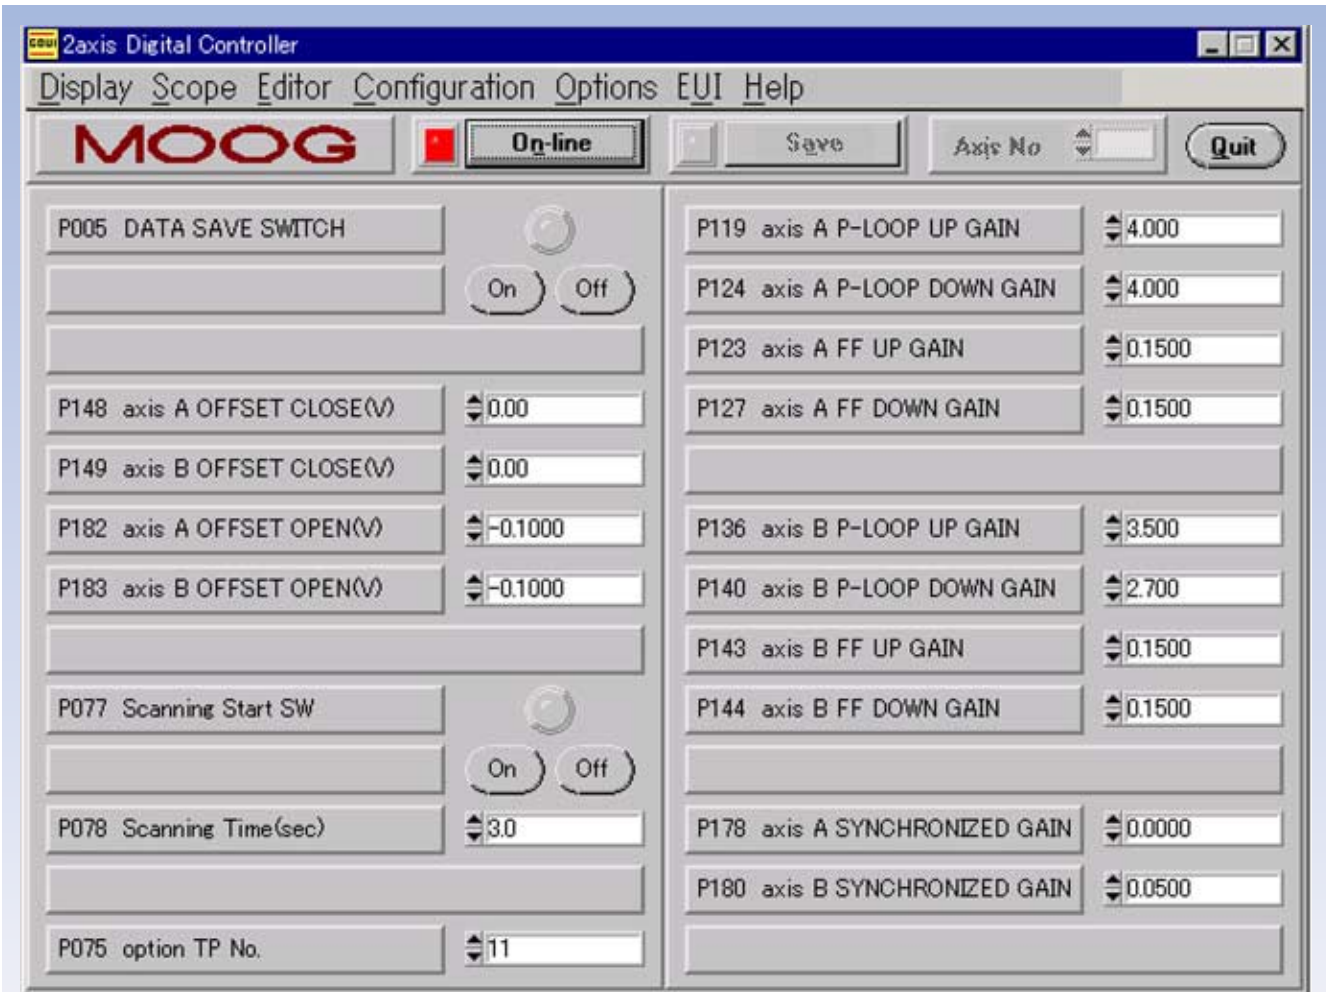 COUI 2axis Digital Controller
Display Scope Editor Configuration Options EUI Help
MOOG On-line Save Axis No Quit
P005 DATA SAVE SWITCH
On Off
P148 axis A OFFSET CLOSE(V) 0.00
P149 axis B OFFSET CLOSE(V) 0.00
P182 axis A OFFSET OPEN(V) -0.1000
P183 axis B OFFSET OPEN(V) -0.1000
P077 Scanning Start SW
On Off
P078 Scanning Time(sec) 3.0
P075 option TP No. 11
P119 axis A P-LOOP UP GAIN 4.000
P124 axis A P-LOOP DOWN GAIN 4.000
P123 axis A FF UP GAIN 0.1500
P127 axis A FF DOWN GAIN 0.1500
P136 axis B P-LOOP UP GAIN 3.500
P140 axis B P-LOOP DOWN GAIN 2.700
P143 axis B FF UP GAIN 0.1500
P144 axis B FF DOWN GAIN 0.1500
P178 axis A SYNCHRONIZED GAIN 0.0000
P180 axis B SYNCHRONIZED GAIN 0.0500